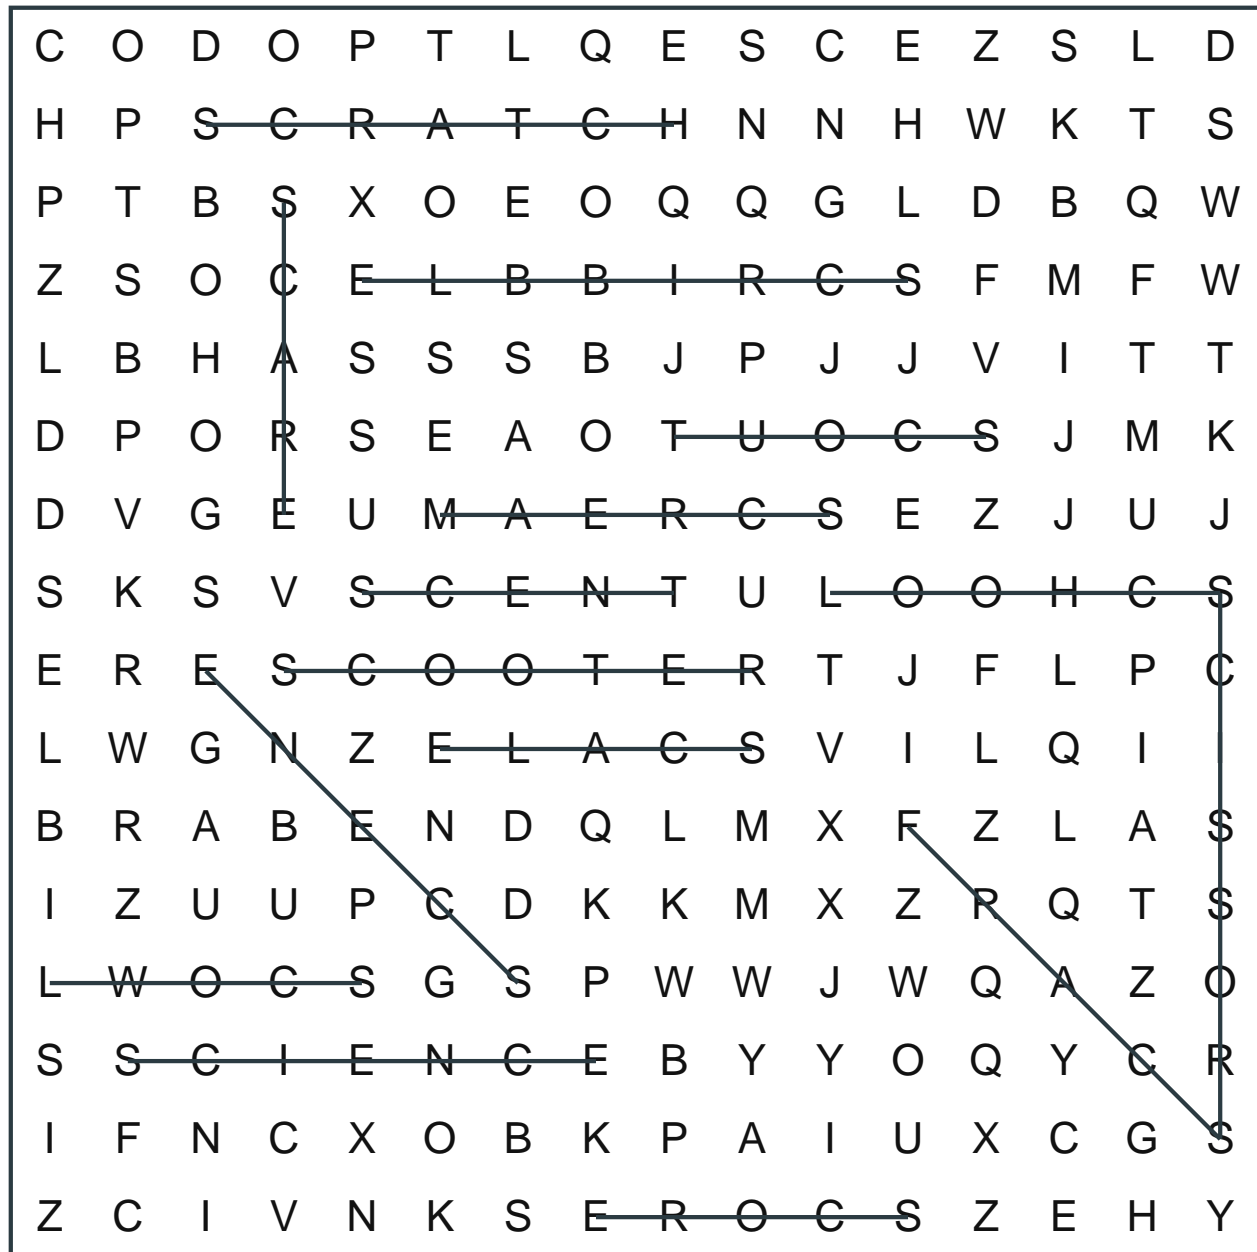 C O D O P T L Q E S C E Z S L D
H P S C R A T C H N N H W K T S
P T B S X O E O Q Q G L D B Q W
Z S O C E L B B I R C S F M F W
L B H A S S S B J P J J V I T T
D P O R S E A O T U O C S J M K
D V G E U M A E R C S E Z J U J
S K S V S C E N T U L O O H C S
E R E S C O O T E R T J F L P C
L W G N Z E L A C S V I L Q I I
B R A B E N D Q L M X F Z L A S
I Z U U P C D K K M X Z R Q T S
L W O C S G S P W W J W Q A Z O
S S C I E N C E B Y Y O Q Y C R
I F N C X O B K P A I U X C G S
Z C I V N K S E R O C S Z E H Y